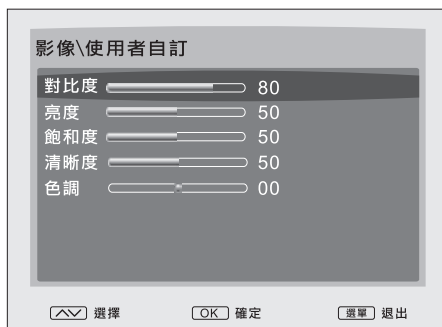 影像\使用者自訂
對比度 80
亮度 50
飽和度 50
清晰度 50
色調 00
選擇 OK 確定 選單 退出